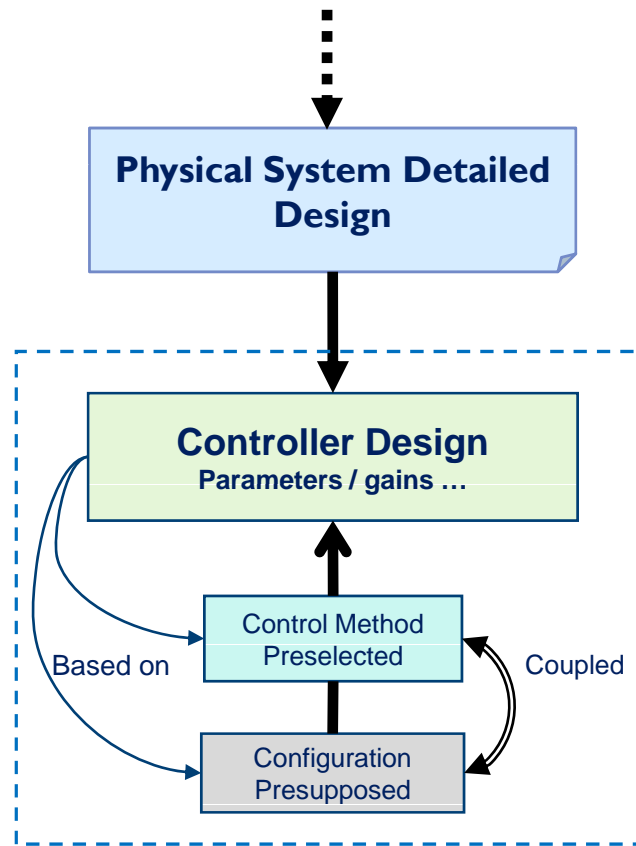 Physical System Detailed
Design
Controller Design
Parameters / gains ...
Control Method
Preselected
Based on
Coupled
Configuration
Presupposed